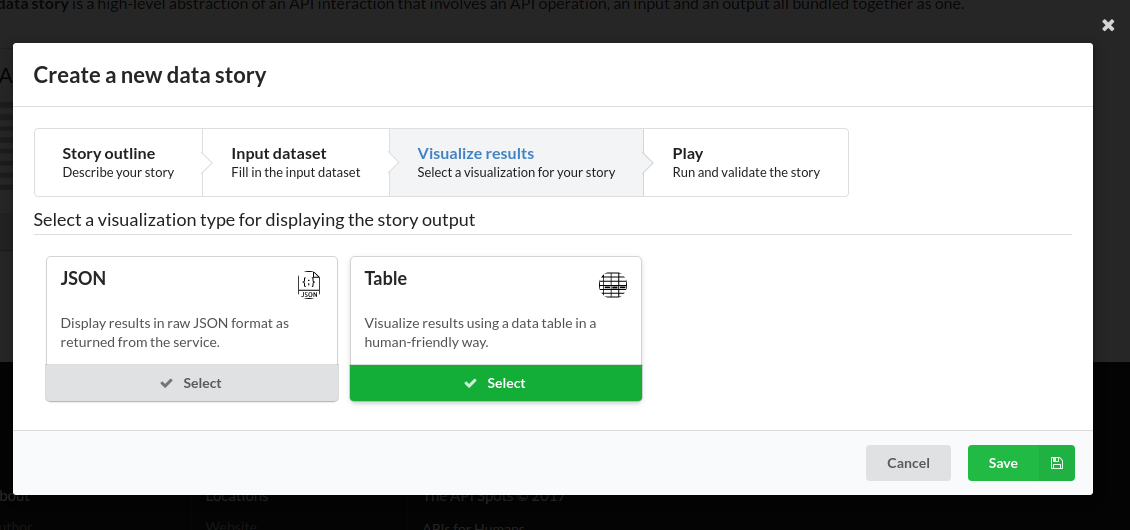 data story is a high-level abstraction of an API interaction that involves an API operation, an input and an output all bundled together as one.
Create a new data story
Story outline
Describe your story
Input dataset
Fill in the input dataset
Visualize results
Select a visualization for your story
Play
Run and validate the story
Select a visualization type for displaying the story output
JSON
{;}
JSON
Display results in raw JSON format as
returned from the service.
Select
Table
Visualize results using a data table in a
human-friendly way.
Select
Cancel
Save
bout
Locations
The API Spots © 2017
uthor
Website
APIs for Humans